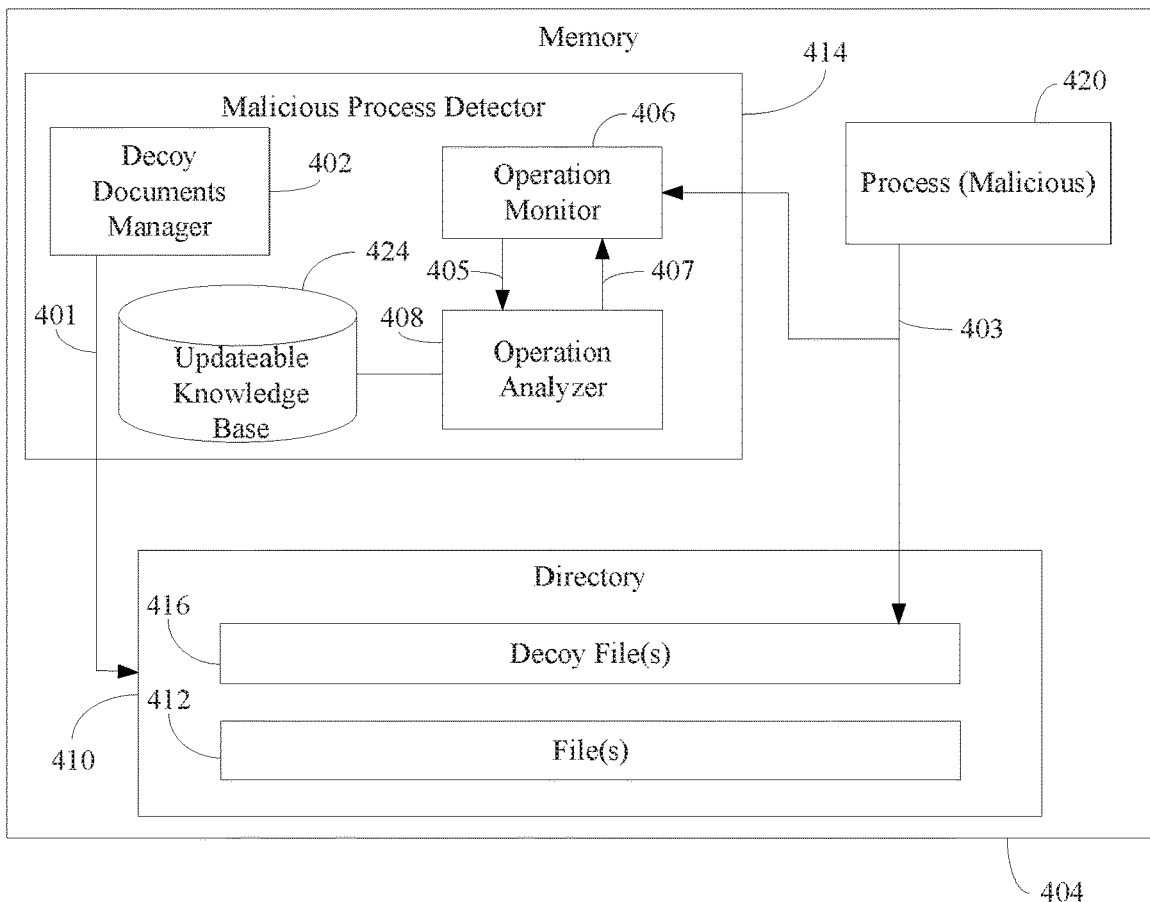 Memory
414
Malicious Process Detector
406
420
Decoy
Documents
Manager
402
Operation
Monitor
Process (Malicious)
424
405
407
401
408
403
Updateable
Knowledge
Base
Operation
Analyzer
Directory
416
Decoy File(s)
412
File(s)
410
404